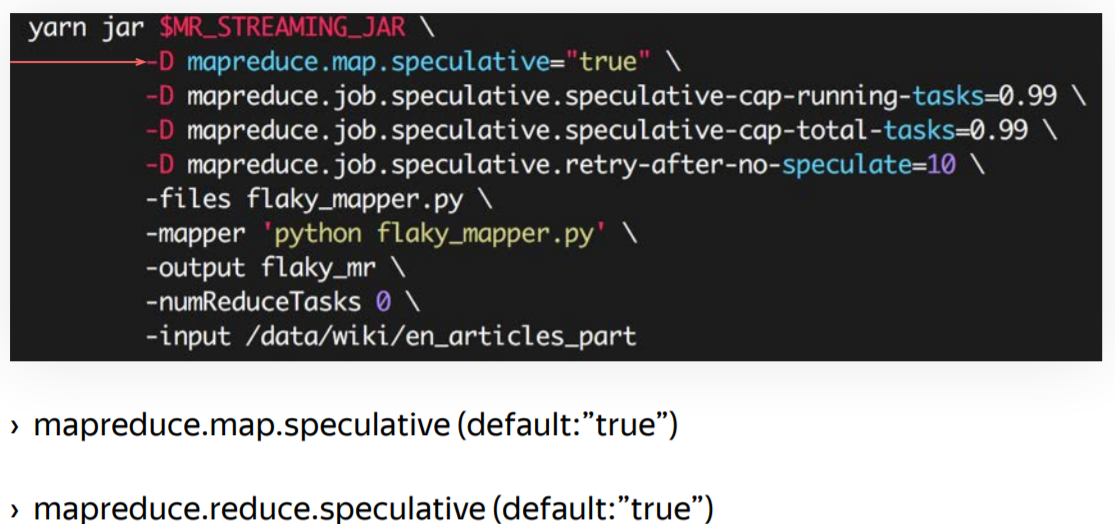 yarn jar $MR_STREAMING_JAR \
-D mapreduce.map.speculative="true" \
-D mapreduce.job.speculative.speculative-cap-running-tasks=0.99 \
-D mapreduce.job.speculative.speculative-cap-total-tasks=0.99 \
-D mapreduce.job.speculative.retry-after-no-speculate=10 \
-files flaky_mapper.py \
-mapper 'python flaky_mapper.py' \
-output flaky_mr \
-numReduceTasks 0 \
-input /data/wiki/en_articles_part
› mapreduce.map.speculative (default:”true”)
› mapreduce.reduce.speculative (default:”true”)